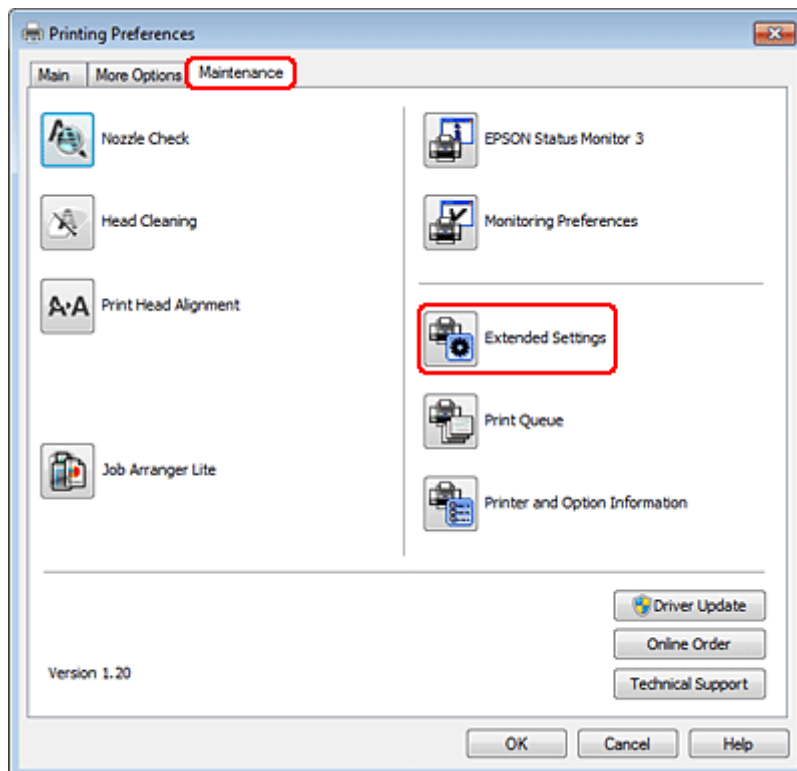 Printing Preferences
Main
More Options
Maintenance
Nozzle Check
Head Cleaning
A·A Print Head Alignment
Job Arranger Lite
EPSON Status Monitor 3
Monitoring Preferences
Extended Settings
Print Queue
Printer and Option Information
Version 1.20
Driver Update
Online Order
Technical Support
OK
Cancel
Help